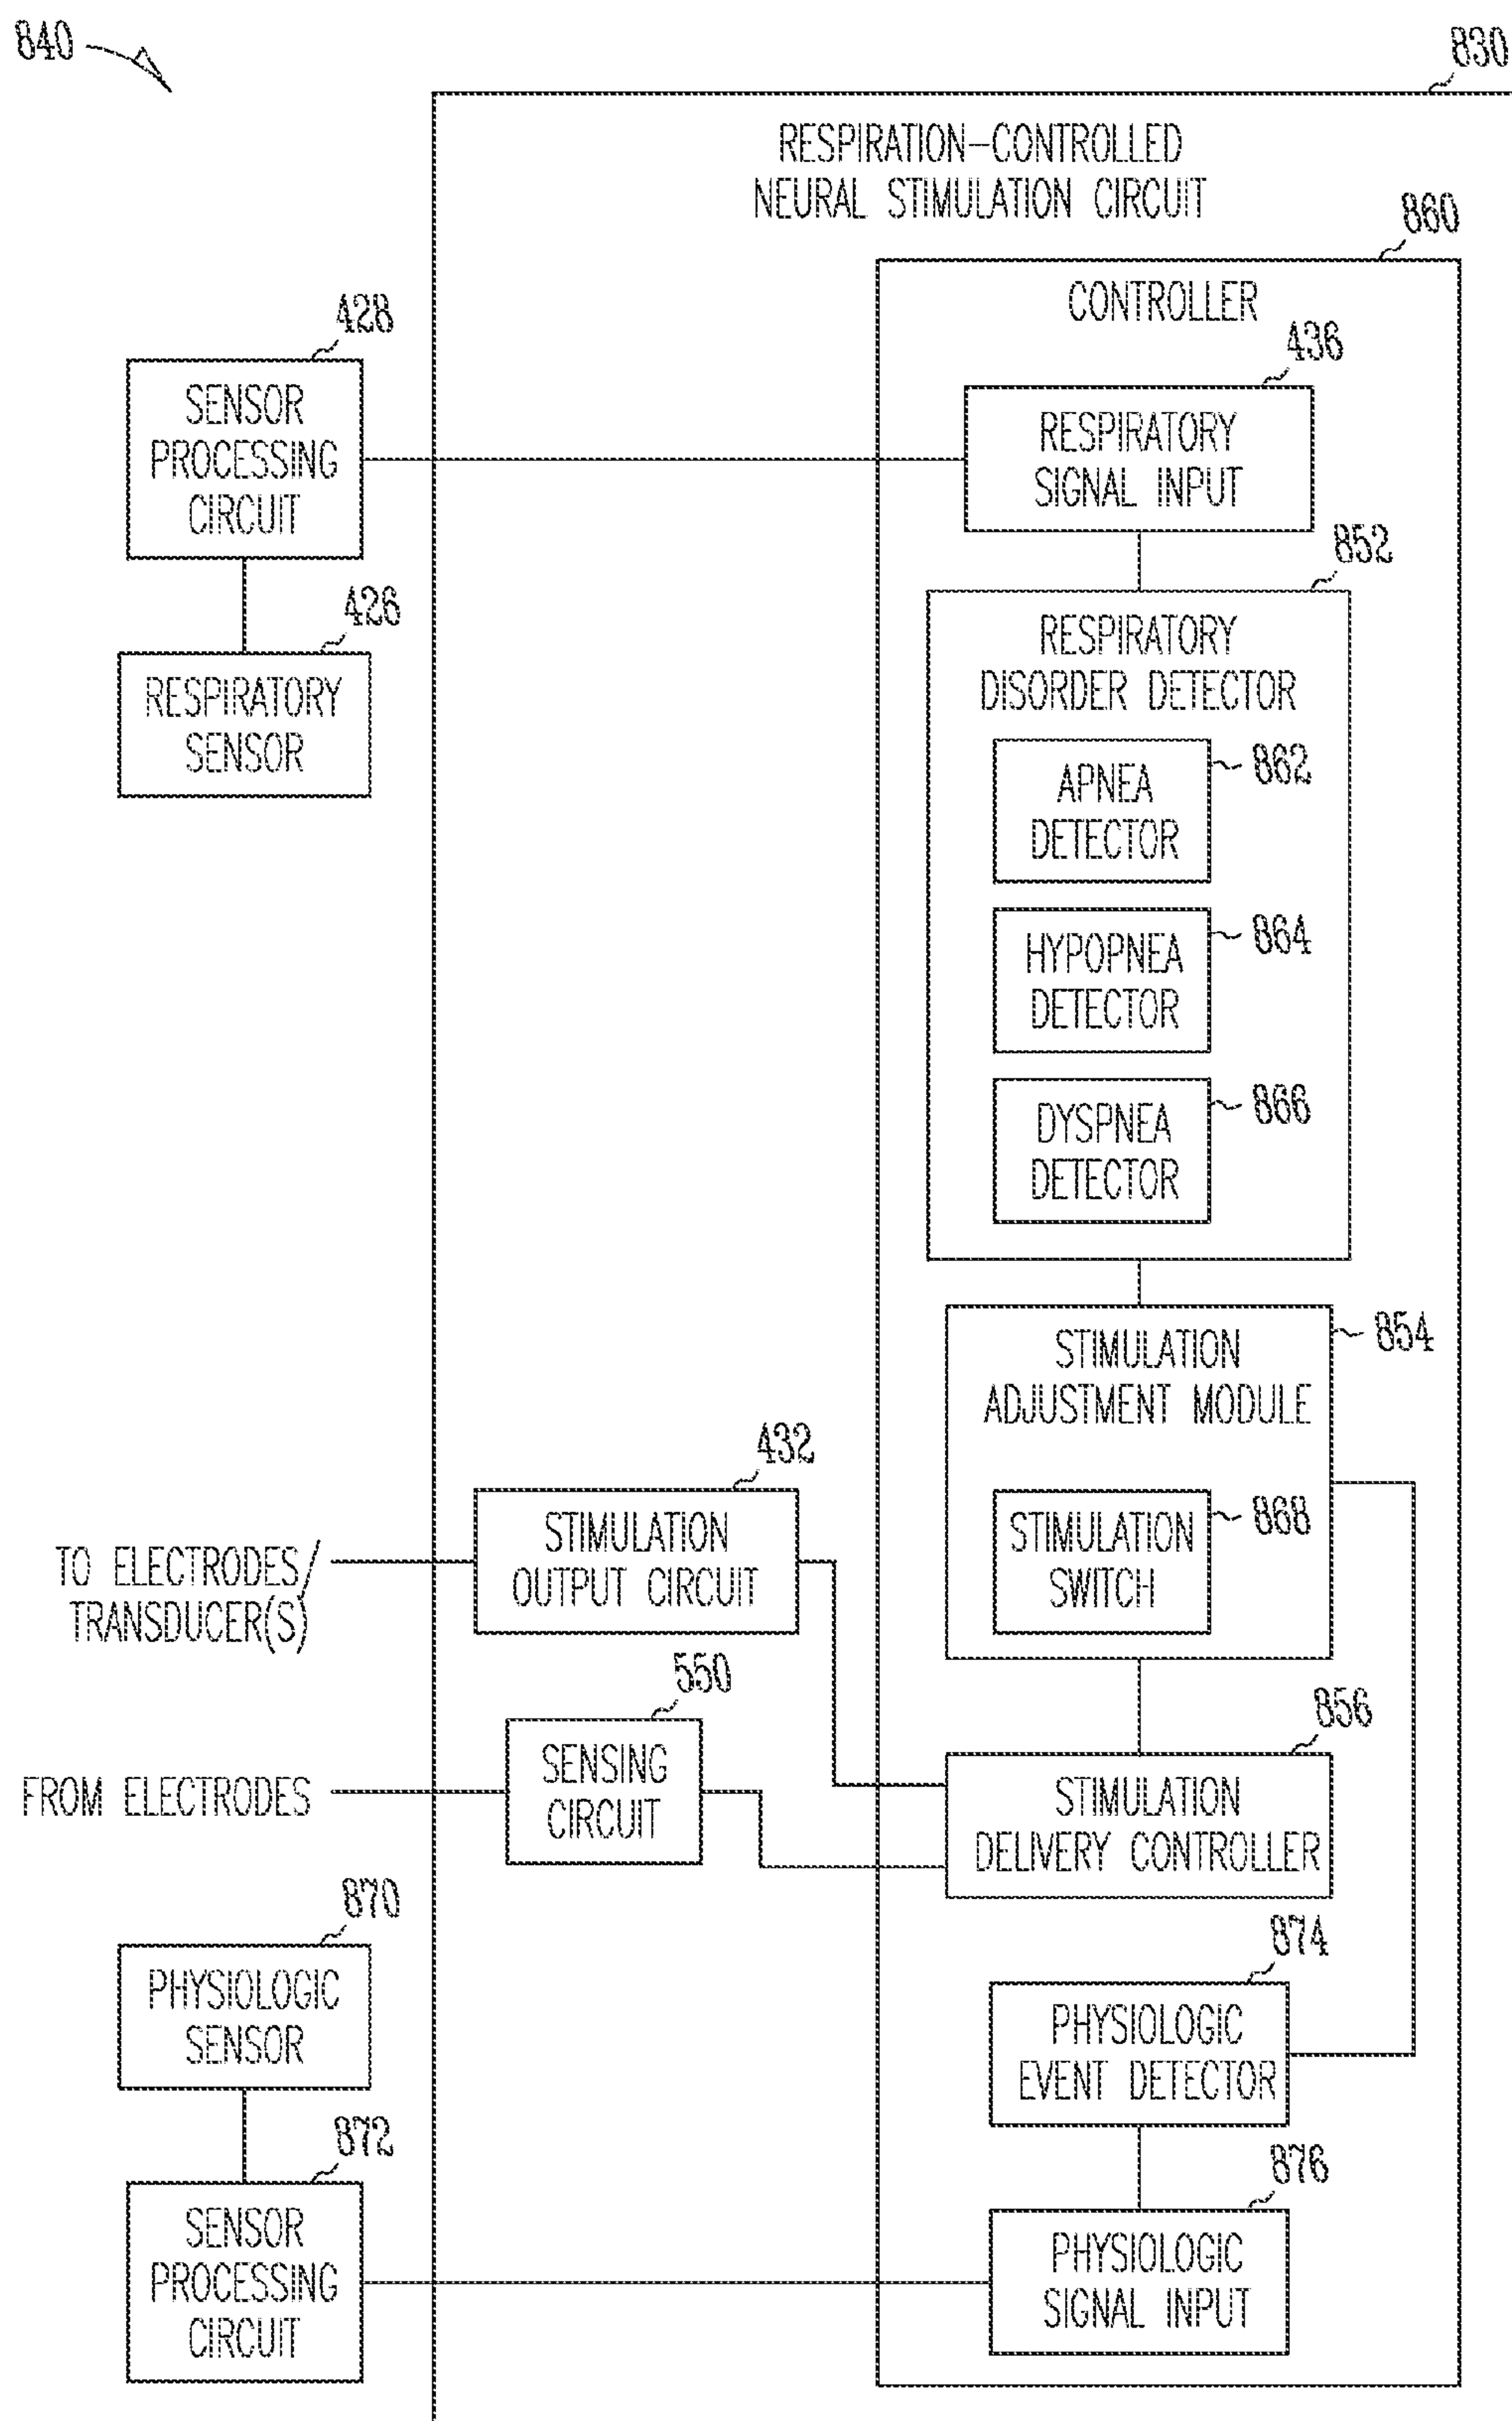 840
830
RESPIRATION-CONTROLLED
NEURAL STIMULATION CIRCUIT
860
CONTROLLER
428
SENSOR
PROCESSING
CIRCUIT
436
RESPIRATORY
SIGNAL INPUT
426
RESPIRATORY
SENSOR
852
RESPIRATORY
DISORDER DETECTOR
APNEA
DETECTOR
862
HYPOPNEA
DETECTOR
864
DYSPNEA
DETECTOR
866
STIMULATION
ADJUSTMENT MODULE
854
STIMULATION
SWITCH
868
432
STIMULATION
OUTPUT CIRCUIT
TO ELECTRODES/
TRANSDUCER(S)
550
SENSING
CIRCUIT
FROM ELECTRODES
856
STIMULATION
DELIVERY CONTROLLER
870
PHYSIOLOGIC
SENSOR
874
PHYSIOLOGIC
EVENT DETECTOR
872
SENSOR
PROCESSING
CIRCUIT
876
PHYSIOLOGIC
SIGNAL INPUT